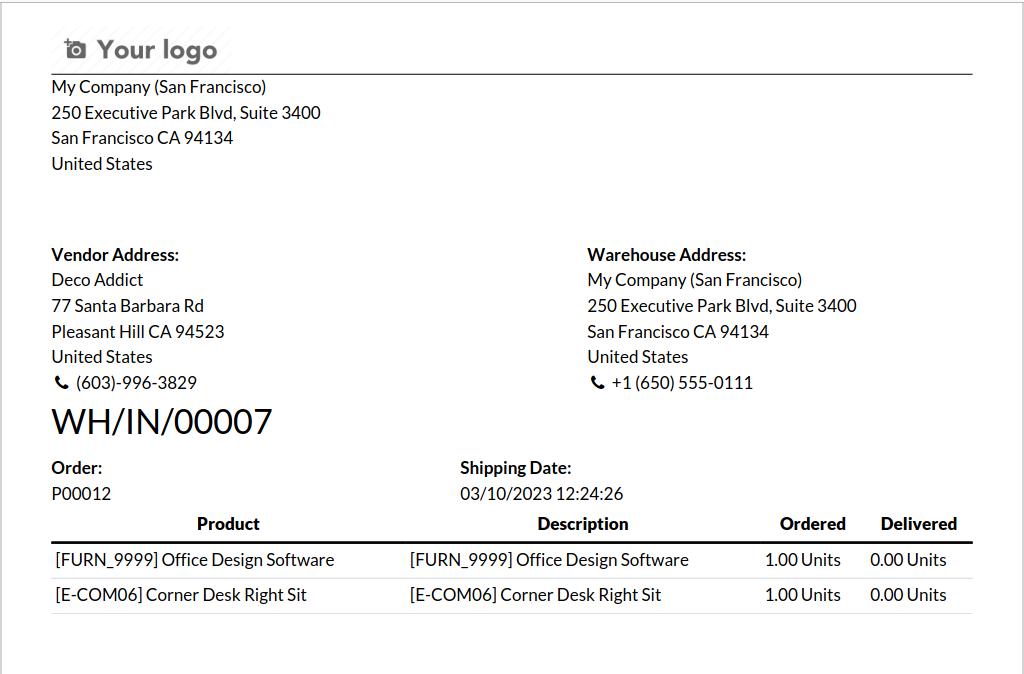 Your logo
My Company (San Francisco)
250 Executive Park Blvd, Suite 3400
San Francisco CA 94134
United States
Vendor Address:
Deco Addict
77 Santa Barbara Rd
Pleasant Hill CA 94523
United States
(603)-996-3829
Warehouse Address:
My Company (San Francisco)
250 Executive Park Blvd, Suite 3400
San Francisco CA 94134
United States
+1 (650) 555-0111
WH/IN/00007
Order:
P00012
Shipping Date:
03/10/2023 12:24:26
Product Description Ordered Delivered
[FURN_9999] Office Design Software [FURN_9999] Office Design Software 1.00 Units 0.00 Units
[E-COM06] Corner Desk Right Sit [E-COM06] Corner Desk Right Sit 1.00 Units 0.00 Units